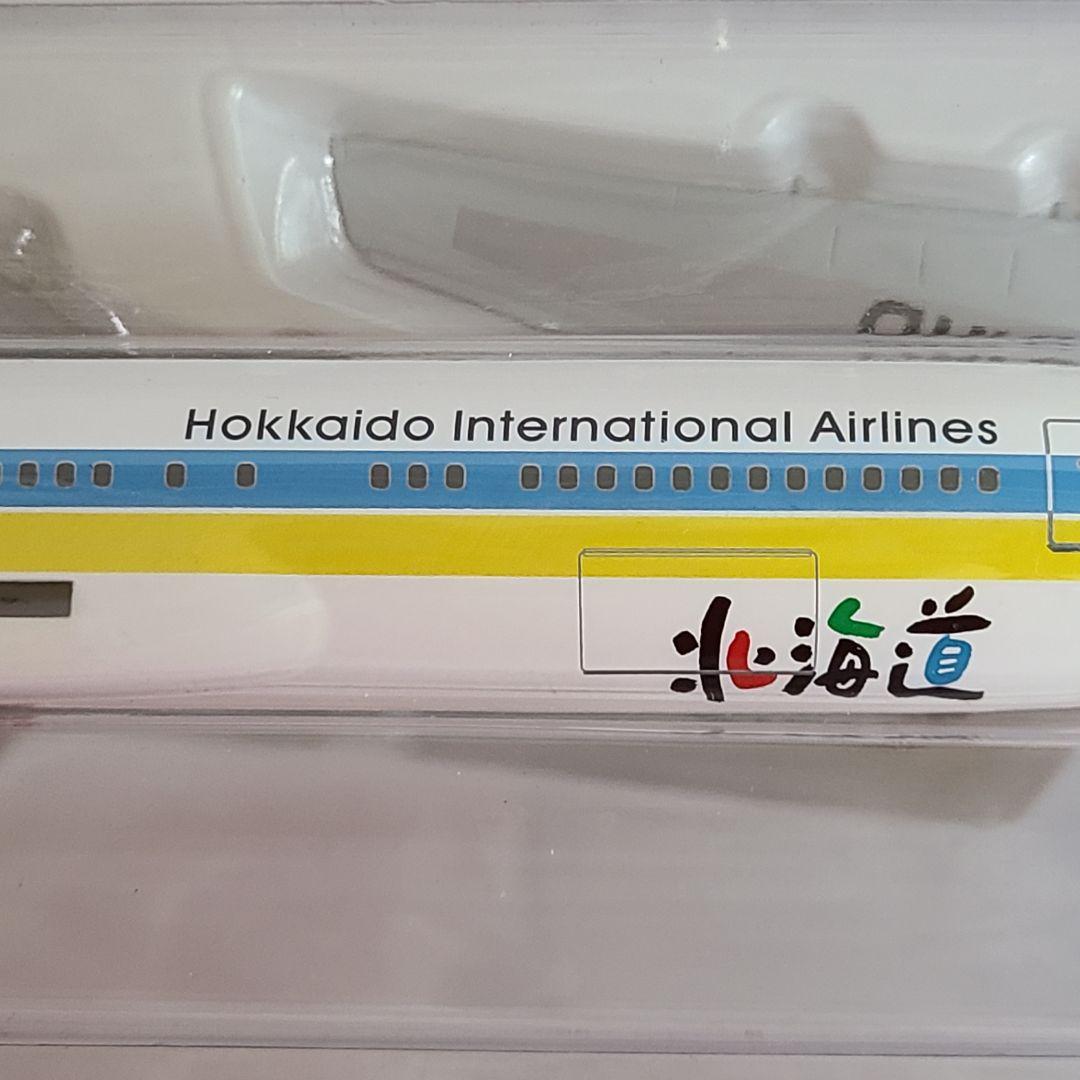 Hokkaido International Airlines
北海道